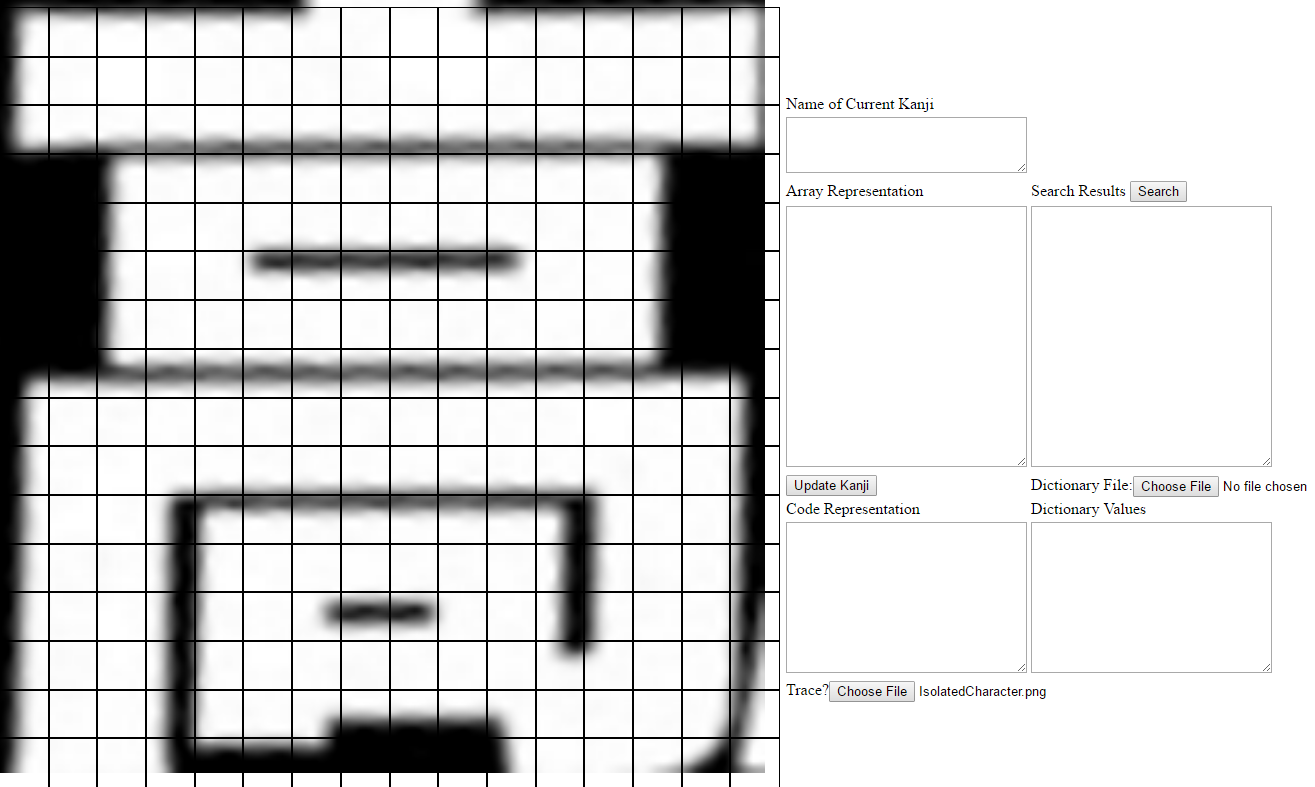 Name of Current Kanji
Array Representation
Search Results Search
Update Kanji
Dictionary File: Choose File No file chosen
Code Representation
Dictionary Values
Trace? Choose File IsolatedCharacter.png